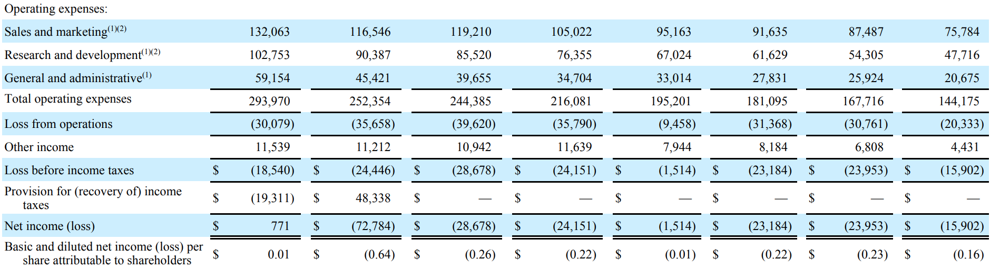 Operating expenses:
Sales and marketing(1)(2) 132,063 116,546 119,210 105,022 95,163 91,635 87,487 75,784
Research and development(1)(2) 102,753 90,387 85,520 76,355 67,024 61,629 54,305 47,716
General and administrative(1) 59,154 45,421 39,655 34,704 33,014 27,831 25,924 20,675
Total operating expenses 293,970 252,354 244,385 216,081 195,201 181,095 167,716 144,175
Loss from operations (30,079) (35,658) (39,620) (35,790) (9,458) (31,368) (30,761) (20,333)
Other income 11,539 11,212 10,942 11,639 7,944 8,184 6,808 4,431
Loss before income taxes $ (18,540) $ (24,446) $ (28,678) $ (24,151) $ (1,514) $ (23,184) $ (23,953) $ (15,902)
Provision for (recovery of) income
taxes $ (19,311) $ 48,338 $ — $ — $ — $ — $ — $ —
Net income (loss) $ 771 $ (72,784) $ (28,678) $ (24,151) $ (1,514) $ (23,184) $ (23,953) $ (15,902)
Basic and diluted net income (loss) per
share attributable to shareholders $ 0.01 $ (0.64) $ (0.26) $ (0.22) $ (0.01) $ (0.22) $ (0.23) $ (0.16)